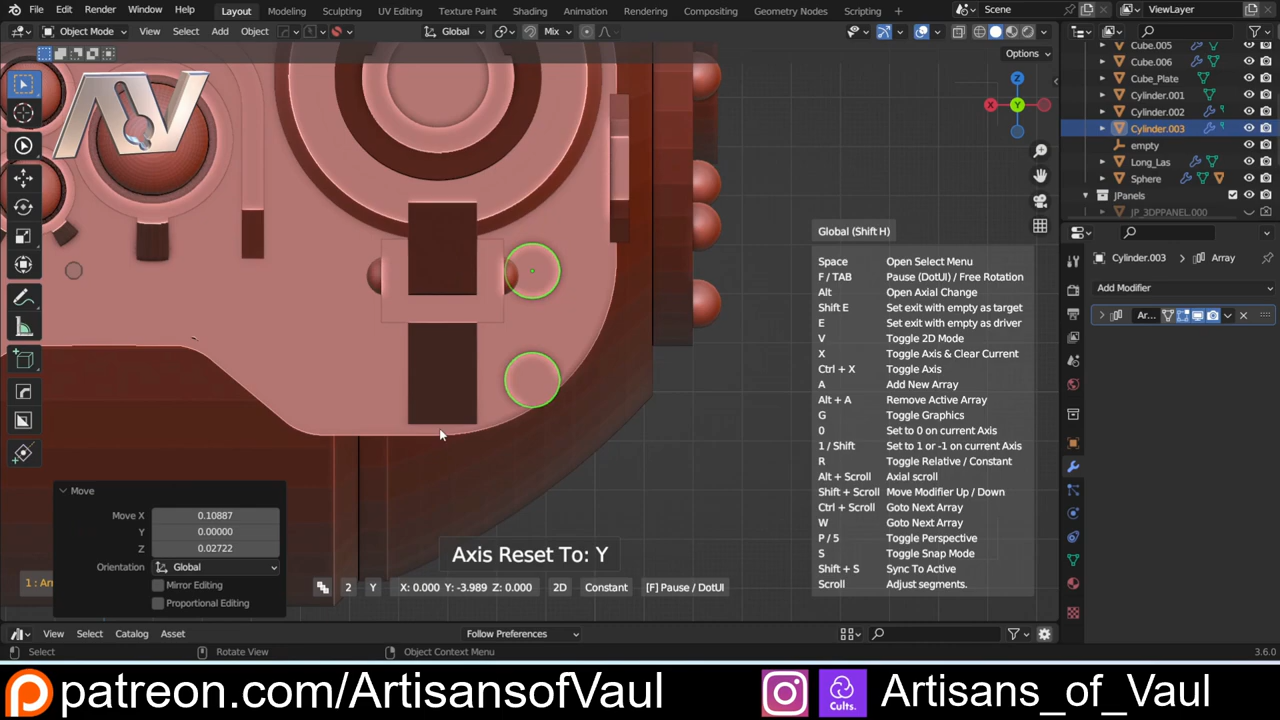 File Edit Render Window Help Layout Modeling Sculpting UV Editing Texture Paint Shading Animation Rendering Compositing Geometry Nodes Scripting + Scene ViewLayer
Object Mode View Select Add Object Global Mix
Options
Z
X
Y
AV
Cube.005
Cube.006
Cube_Plate
Cylinder.001
Cylinder.002
Cylinder.003
empty
Long_Las
Sphere
JPanels
JP_3DPPANEL.000
Cylinder.003 > Array
Add Modifier
Ar...
Global (Shift H)
Space Open Select Menu
F / TAB Pause (DotUI) / Free Rotation
Alt Open Axial Change
Shift E Set exit with empty as target
E Set exit with empty as driver
V Toggle 2D Mode
X Toggle Axis & Clear Current
Ctrl + X Toggle Axis
A Add New Array
Alt + A Remove Active Array
G Toggle Graphics
0 Set to 0 on current Axis
1 / Shift Set to 1 or -1 on current Axis
R Toggle Relative / Constant
Alt + Scroll Axial scroll
Shift + Scroll Move Modifier Up / Down
Ctrl + Scroll Goto Next Array
W Goto Next Array
P / 5 Toggle Perspective
S Toggle Snap Mode
Shift + S Sync To Active
Scroll Adjust segments.
Move
Move X 0.10887
Y 0.00000
Z 0.02722
Orientation Global
Mirror Editing
Proportional Editing
1 : Ar
Axis Reset To: Y
2 Y X: 0.000 Y: -3.989 Z: 0.000 2D Constant [F] Pause / DotUI
View Select Catalog Asset Follow Preferences
Select Rotate View Object Context Menu 3.6.0
patreon.com/ArtisansofVaul Cults. Artisans_of_Vaul